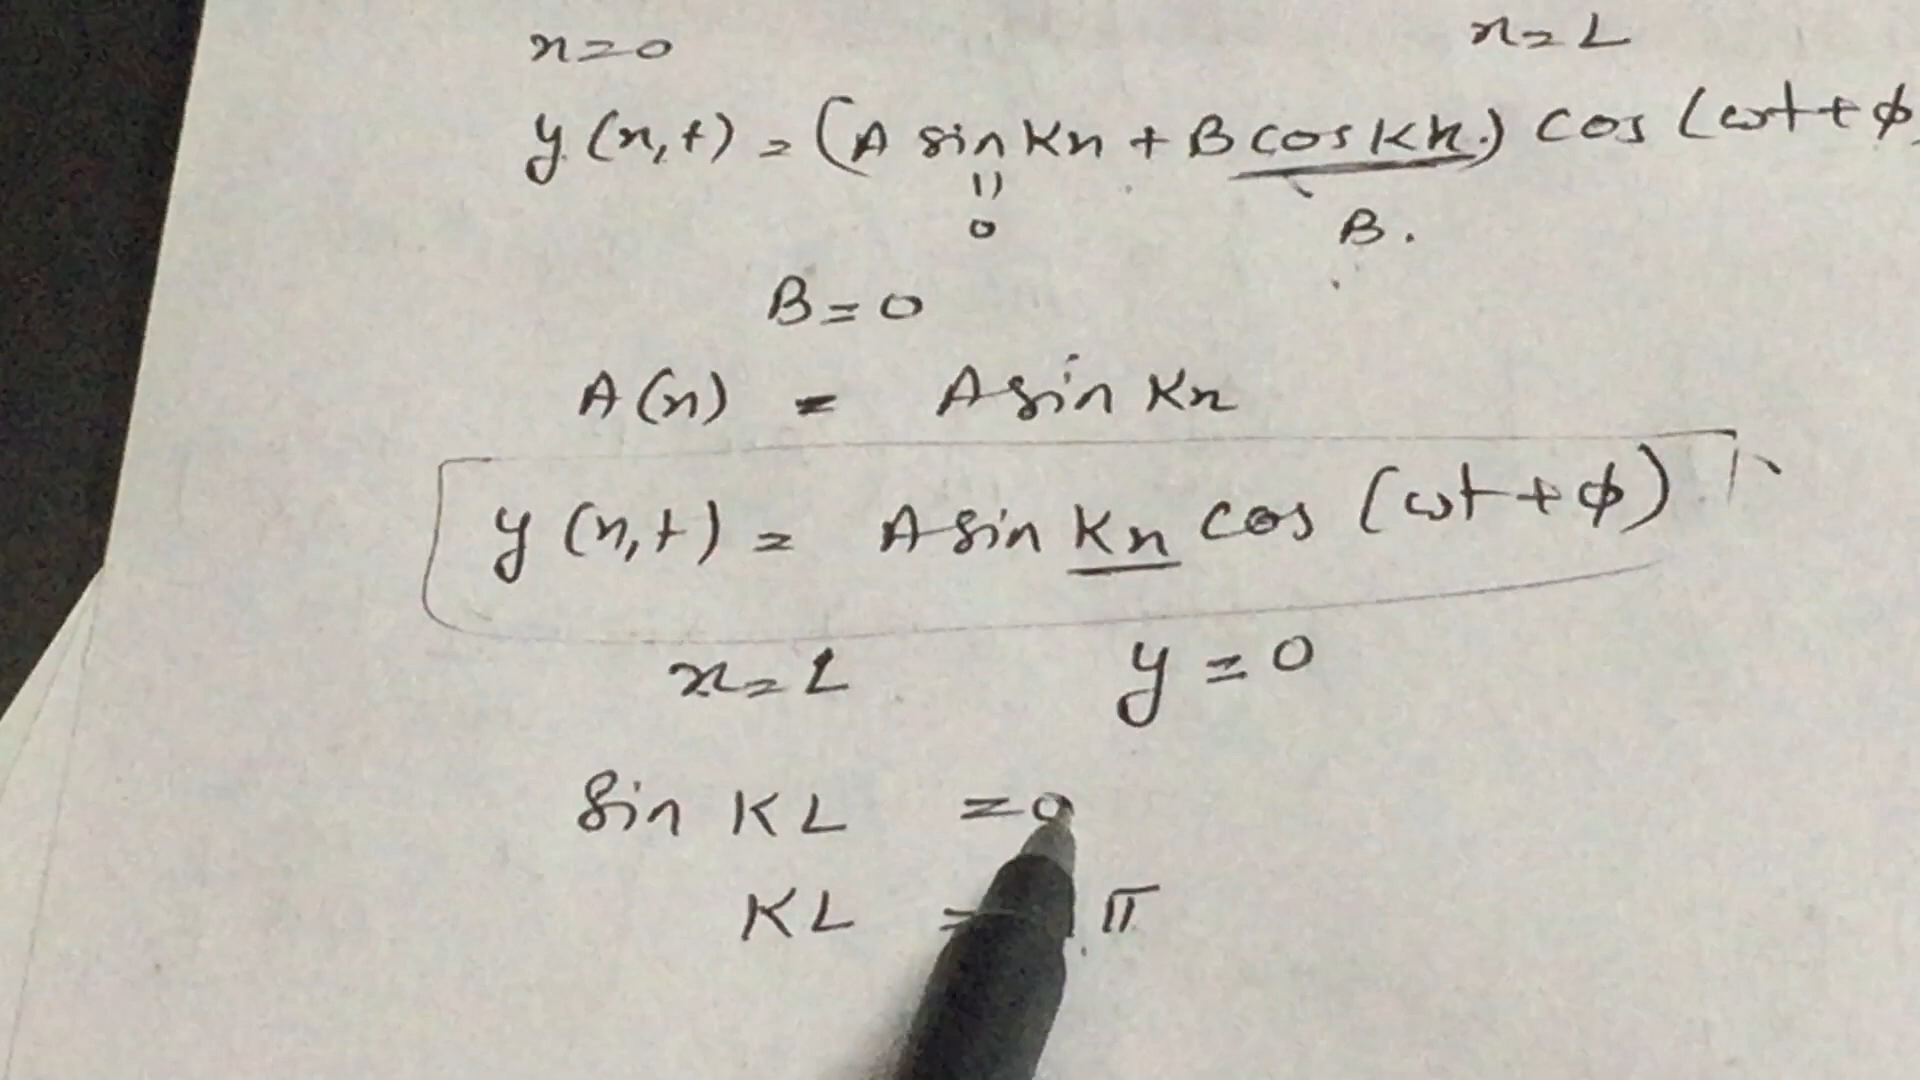 x=0 x=L
y(x,t) = (A sin Kx + B cos Kx) cos (ωt + ϕ
11
0 B.
B=0
A(x) = A sin Kx
y(x,t) = A sin Kx cos (ωt + ϕ)
x=L y=0
Sin KL =0
KL = π